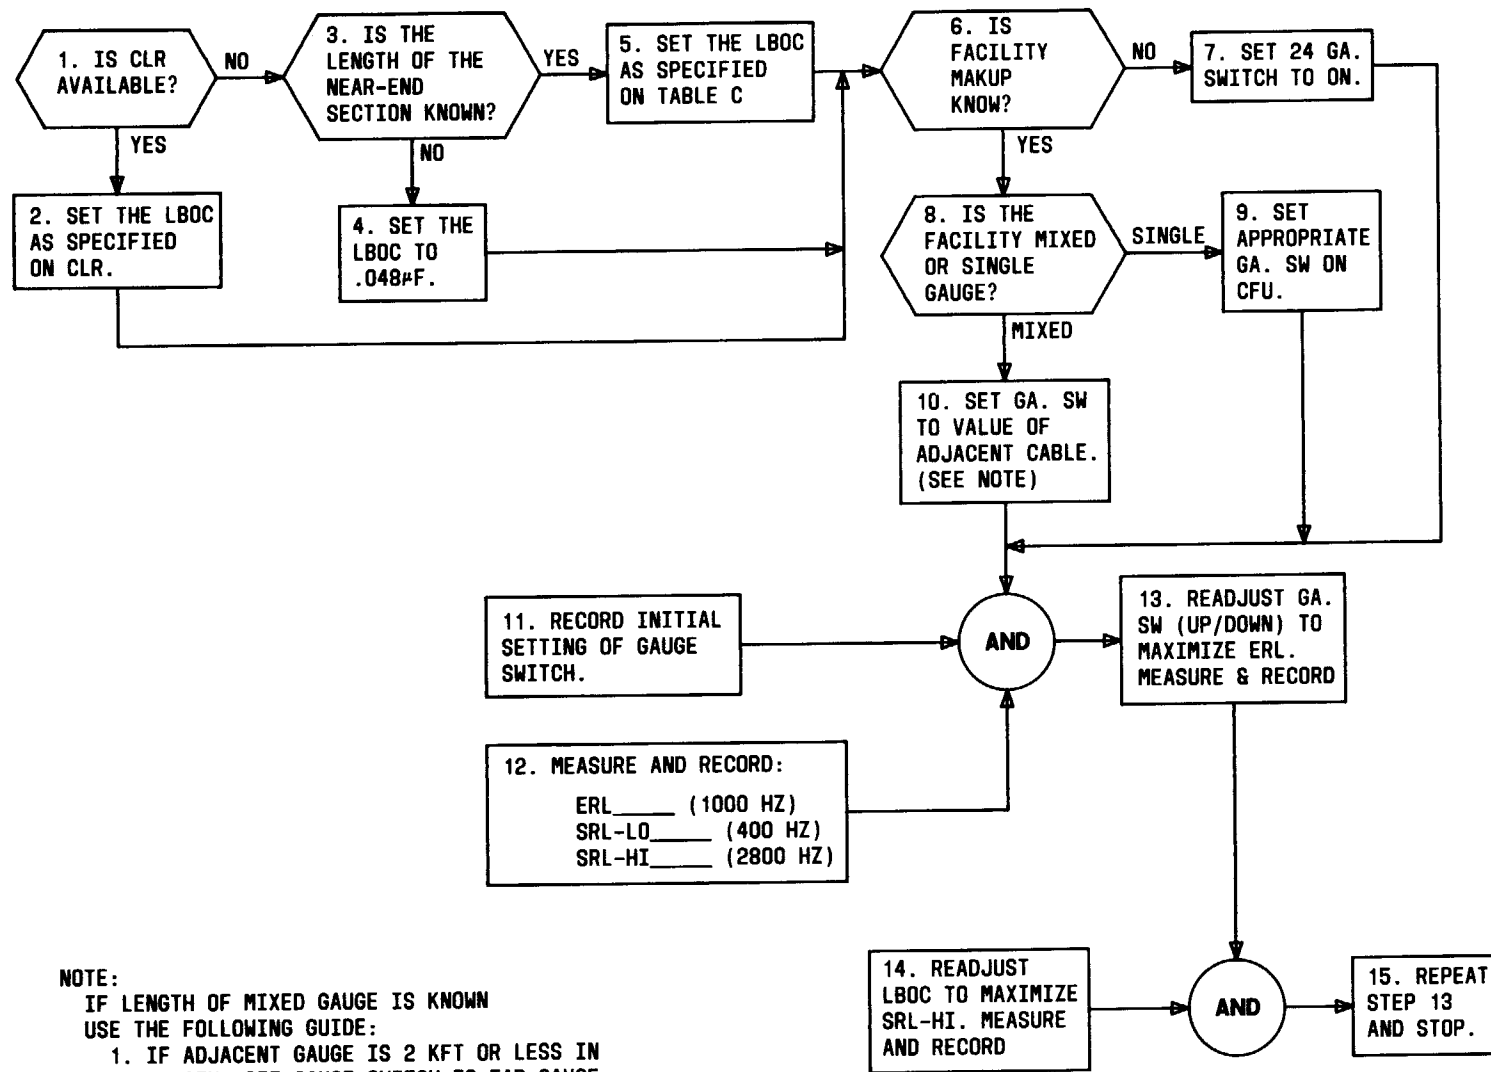 1. IS CLR
AVAILABLE?
NO
YES
2. SET THE LBOC
AS SPECIFIED
ON CLR.
3. IS THE
LENGTH OF THE
NEAR-END
SECTION KNOWN?
YES
NO
4. SET THE
LBOC TO
.048μF.
5. SET THE LBOC
AS SPECIFIED
ON TABLE C
6. IS
FACILITY
MAKUP
KNOW?
NO
YES
7. SET 24 GA.
SWITCH TO ON.
8. IS THE
FACILITY MIXED
OR SINGLE
GAUGE?
SINGLE
MIXED
9. SET
APPROPRIATE
GA. SW ON
CFU.
10. SET GA. SW
TO VALUE OF
ADJACENT CABLE.
(SEE NOTE)
11. RECORD INITIAL
SETTING OF GAUGE
SWITCH.
AND
12. MEASURE AND RECORD:
ERL_____ (1000 HZ)
SRL-LO_____ (400 HZ)
SRL-HI_____ (2800 HZ)
13. READJUST GA.
SW (UP/DOWN) TO
MAXIMIZE ERL.
MEASURE & RECORD
14. READJUST
LBOC TO MAXIMIZE
SRL-HI. MEASURE
AND RECORD
AND
15. REPEAT
STEP 13
AND STOP.
NOTE:
IF LENGTH OF MIXED GAUGE IS KNOWN
USE THE FOLLOWING GUIDE:
1. IF ADJACENT GAUGE IS 2 KFT OR LESS IN